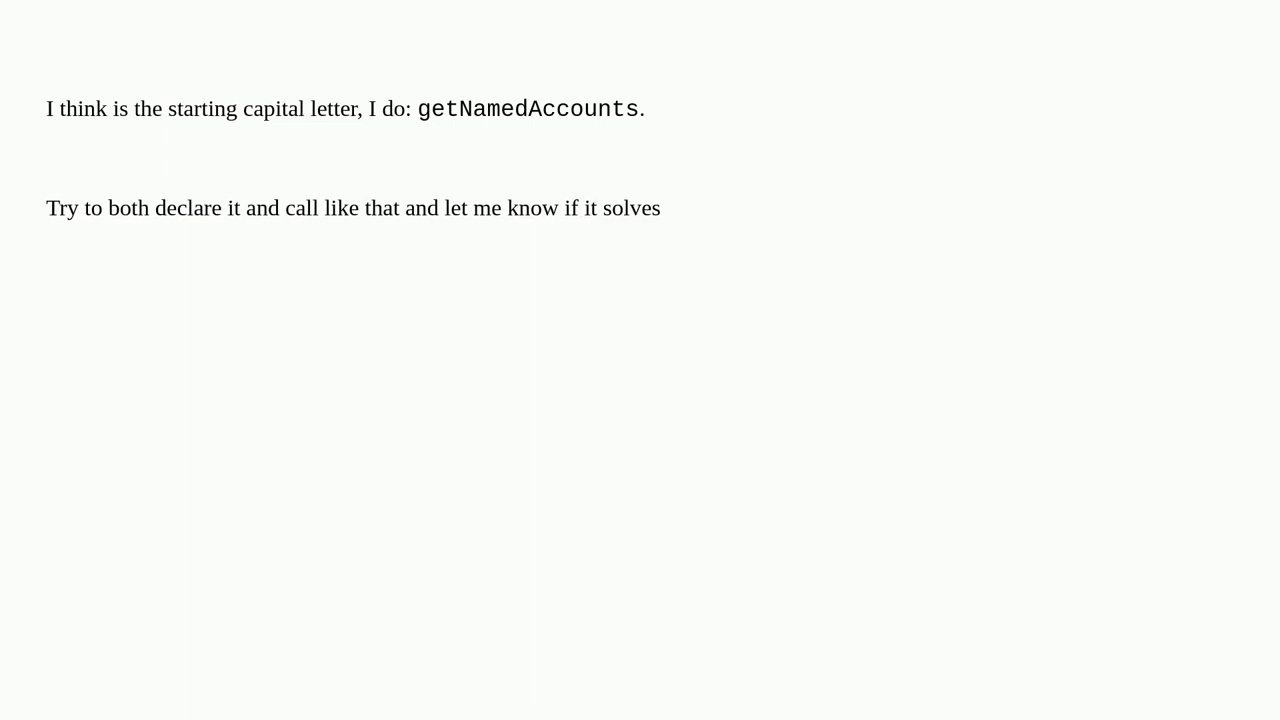 I think is the starting capital letter, I do: getNamedAccounts.
Try to both declare it and call like that and let me know if it solves